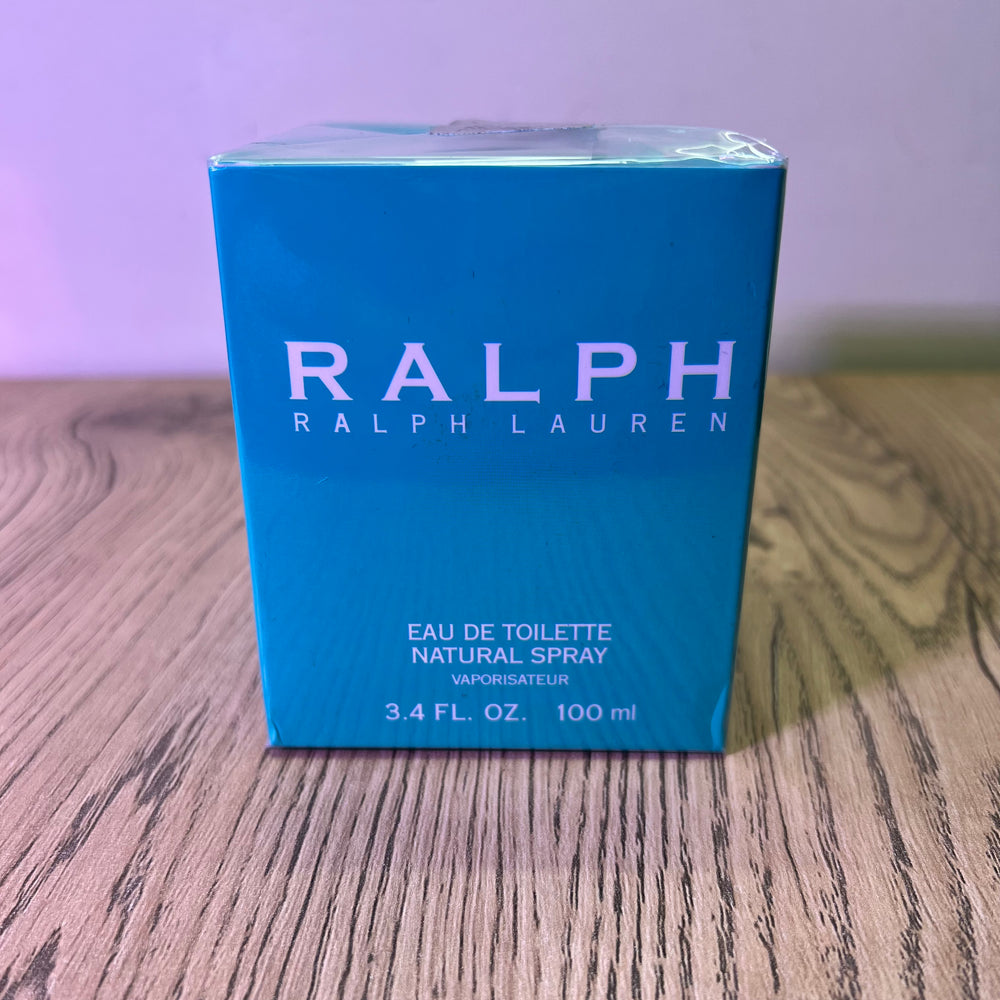 RALPH
RALPH LAUREN
EAU DE TOILETTE
NATURAL SPRAY
VAPORISATEUR
3.4 FL. OZ. 100 ml